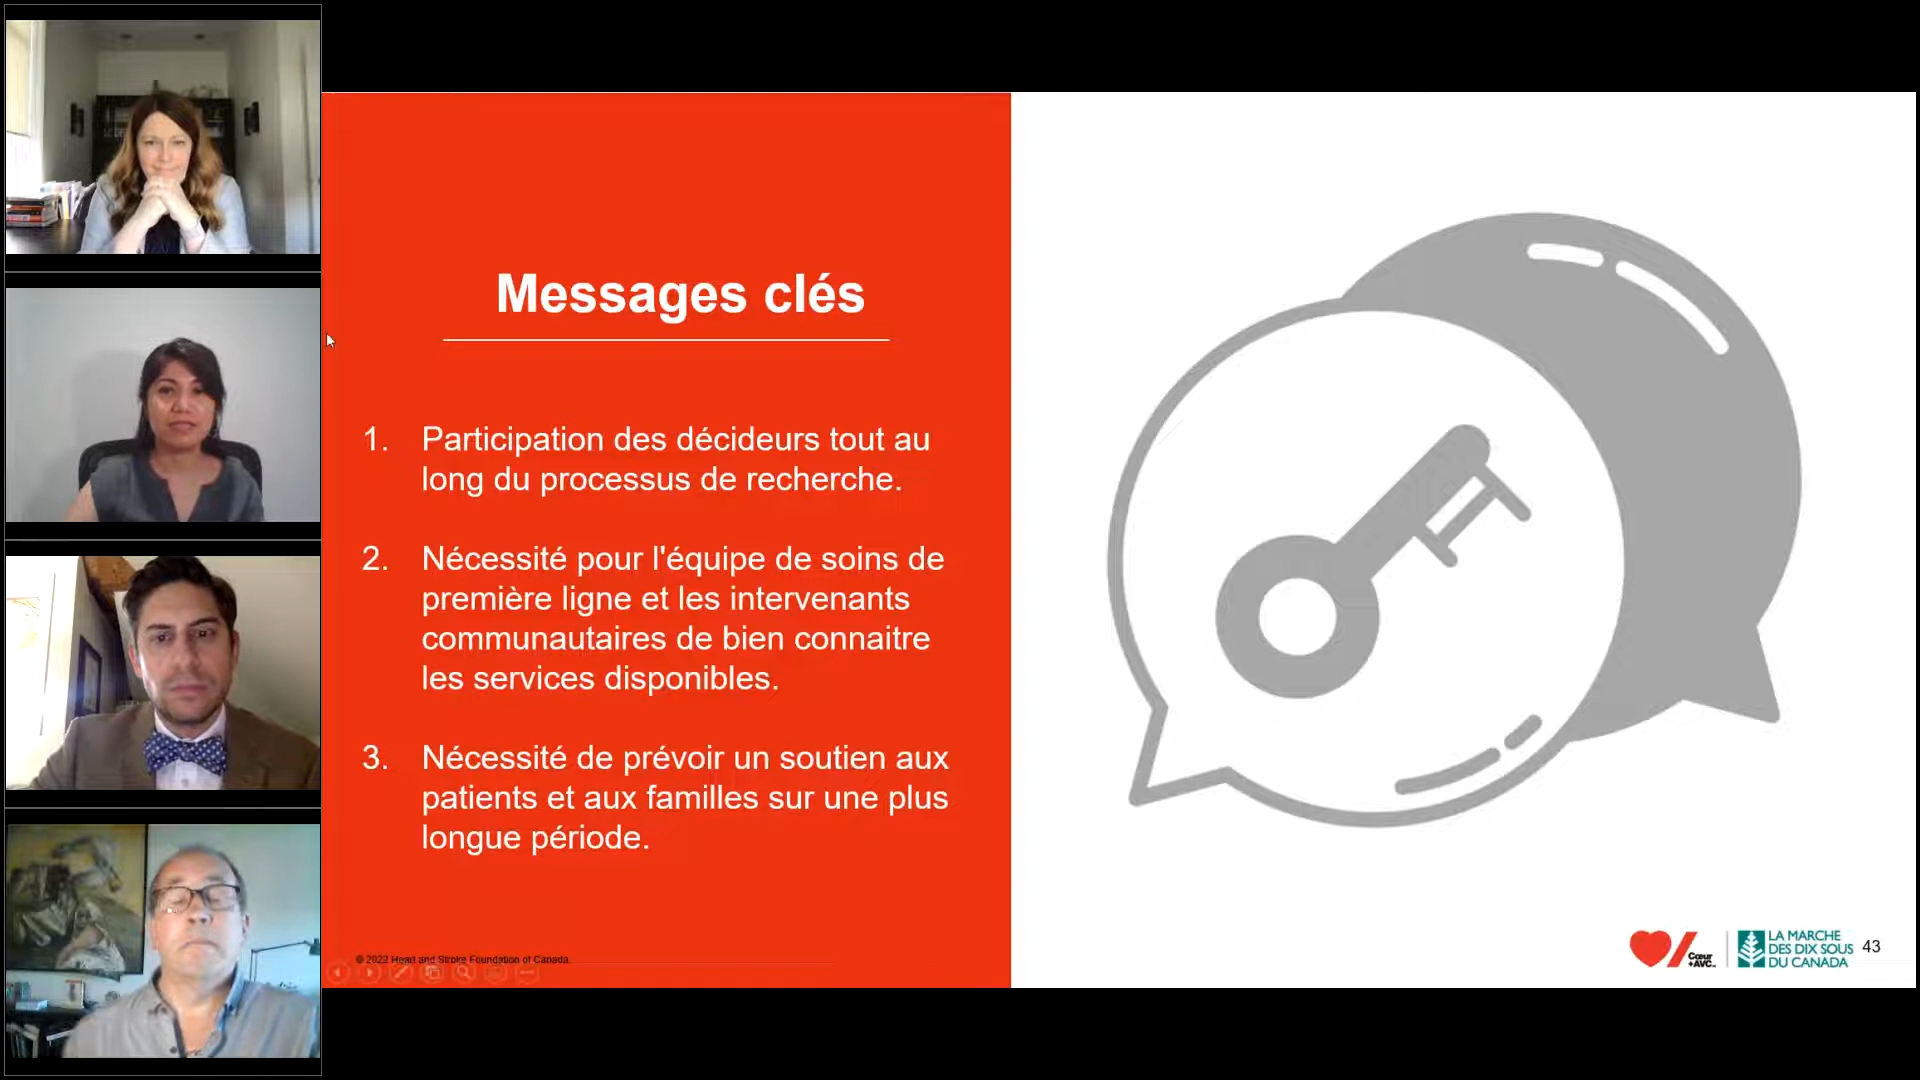 Messages clés
1. Participation des décideurs tout au
long du processus de recherche.
2. Nécessité pour l'équipe de soins de
première ligne et les intervenants
communautaires de bien connaitre
les services disponibles.
3. Nécessité de prévoir un soutien aux
patients et aux familles sur une plus
longue période.
© 2022 Heart and Stroke Foundation of Canada.
Cœur
+AVC
LA MARCHE
DES DIX SOUS
DU CANADA
43